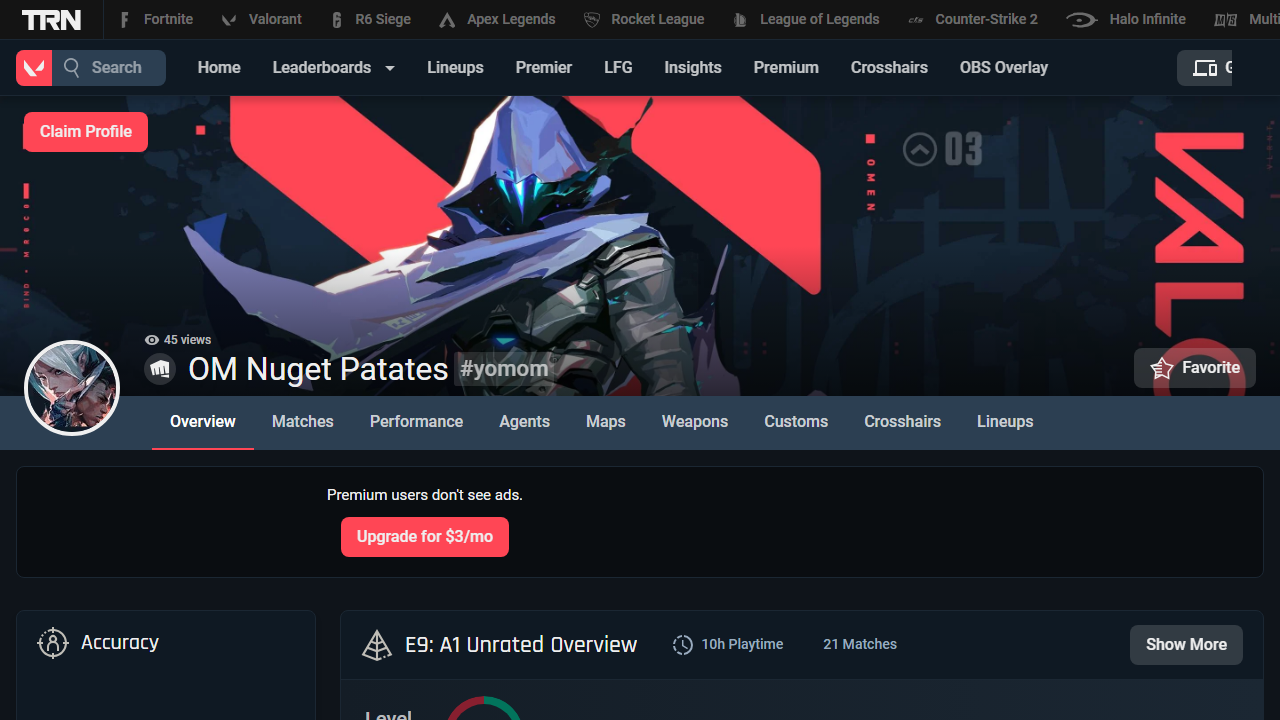 TRN Fortnite Valorant R6 Siege Apex Legends Rocket League League of Legends Counter-Strike 2 Halo Infinite Multi
Search Home Leaderboards Lineups Premier LFG Insights Premium Crosshairs OBS Overlay
Claim Profile
03
OMEN
VALO
45 views
OM Nuget Patates #yomom
Favorite
Overview Matches Performance Agents Maps Weapons Customs Crosshairs Lineups
Premium users don't see ads.
Upgrade for $3/mo
Accuracy
E9: A1 Unrated Overview 10h Playtime 21 Matches Show More
Level